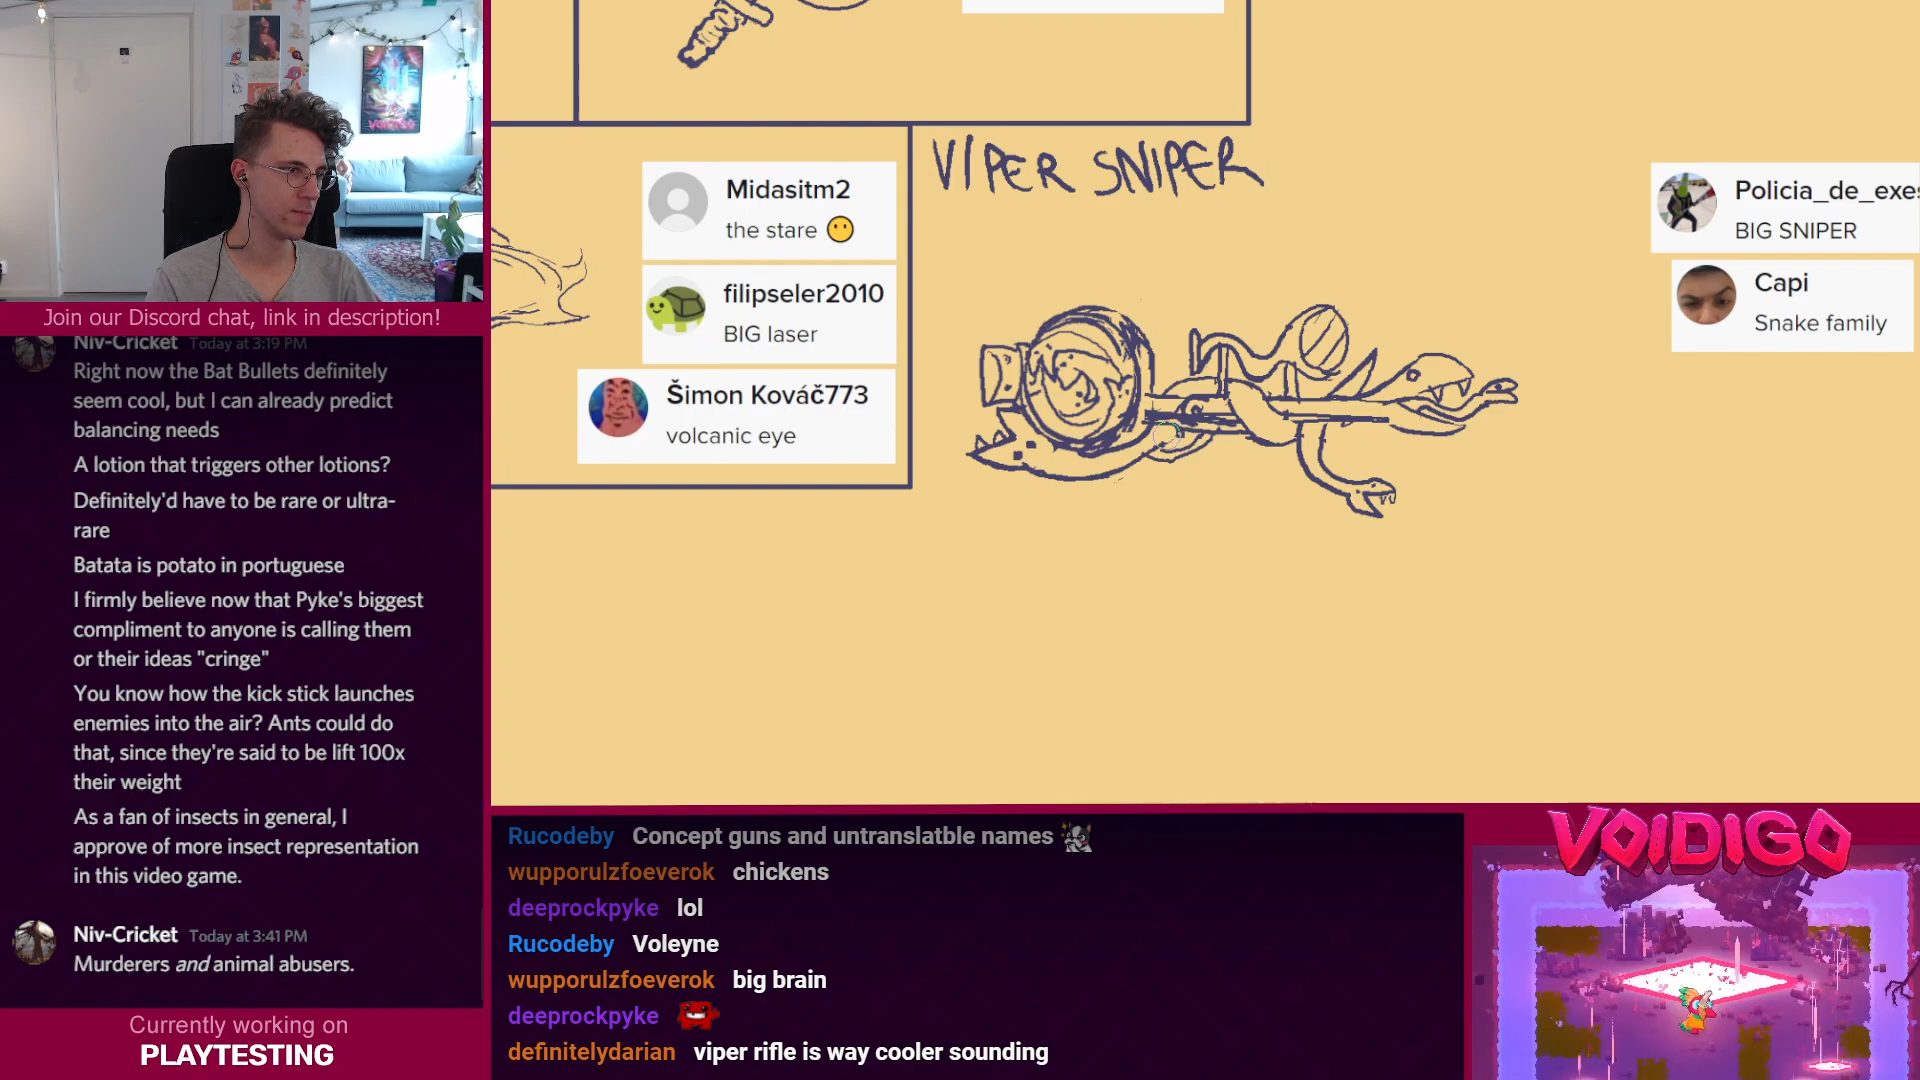 Join our Discord chat, link in description!
Niv-Cricket Today at 3:19 PM
Right now the Bat Bullets definitely
seem cool, but I can already predict
balancing needs
A lotion that triggers other lotions?
Definitely'd have to be rare or ultra-
rare
Batata is potato in portuguese
I firmly believe now that Pyke's biggest
compliment to anyone is calling them
or their ideas "cringe"
You know how the kick stick launches
enemies into the air? Ants could do
that, since they're said to be lift 100x
their weight
As a fan of insects in general, I
approve of more insect representation
in this video game.
Niv-Cricket Today at 3:41 PM
Murderers and animal abusers.
Currently working on
PLAYTESTING
Midasitm2
the stare 😶
filipseler2010
BIG laser
Šimon Kováč773
volcanic eye
VIPER SNIPER
Policia_de_exes
BIG SNIPER
Capi
Snake family
Rucodeby Concept guns and untranslatble names
wupporulzfoeverok chickens
deeprockpyke lol
Rucodeby Voleyne
wupporulzfoeverok big brain
deeprockpyke
definitelydarian viper rifle is way cooler sounding
VOIDIGO
VOIDIGO